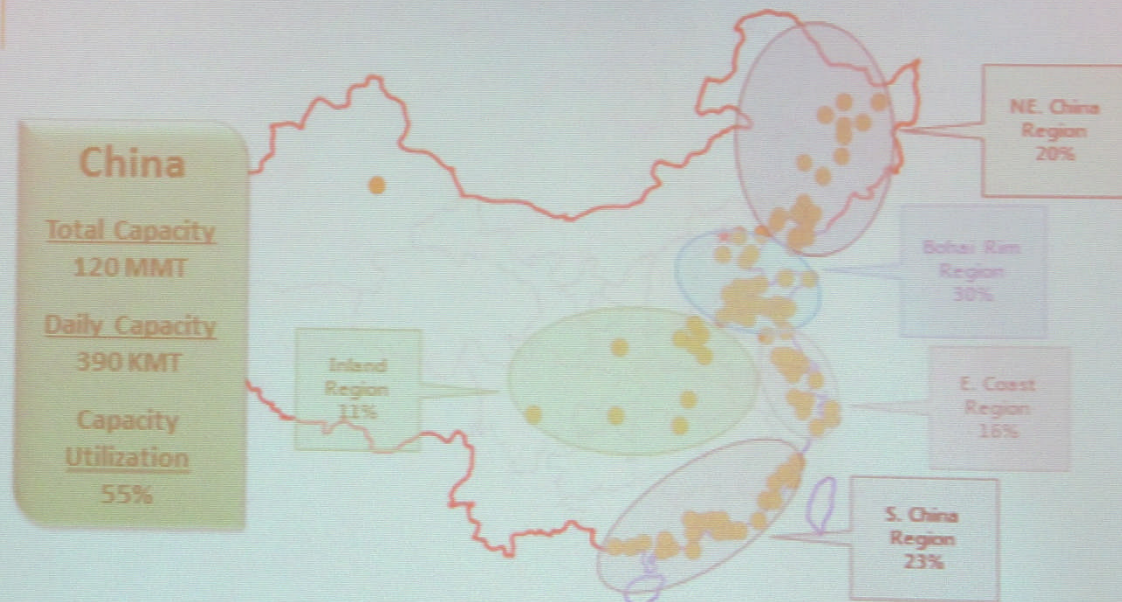 China
Total Capacity
120 MMT
Daily Capacity
390 KMT
Capacity
Utilization
55%
Inland
Region
11%
NE. China
Region
20%
Bohai Rim
Region
30%
E. Coast
Region
16%
S. China
Region
23%